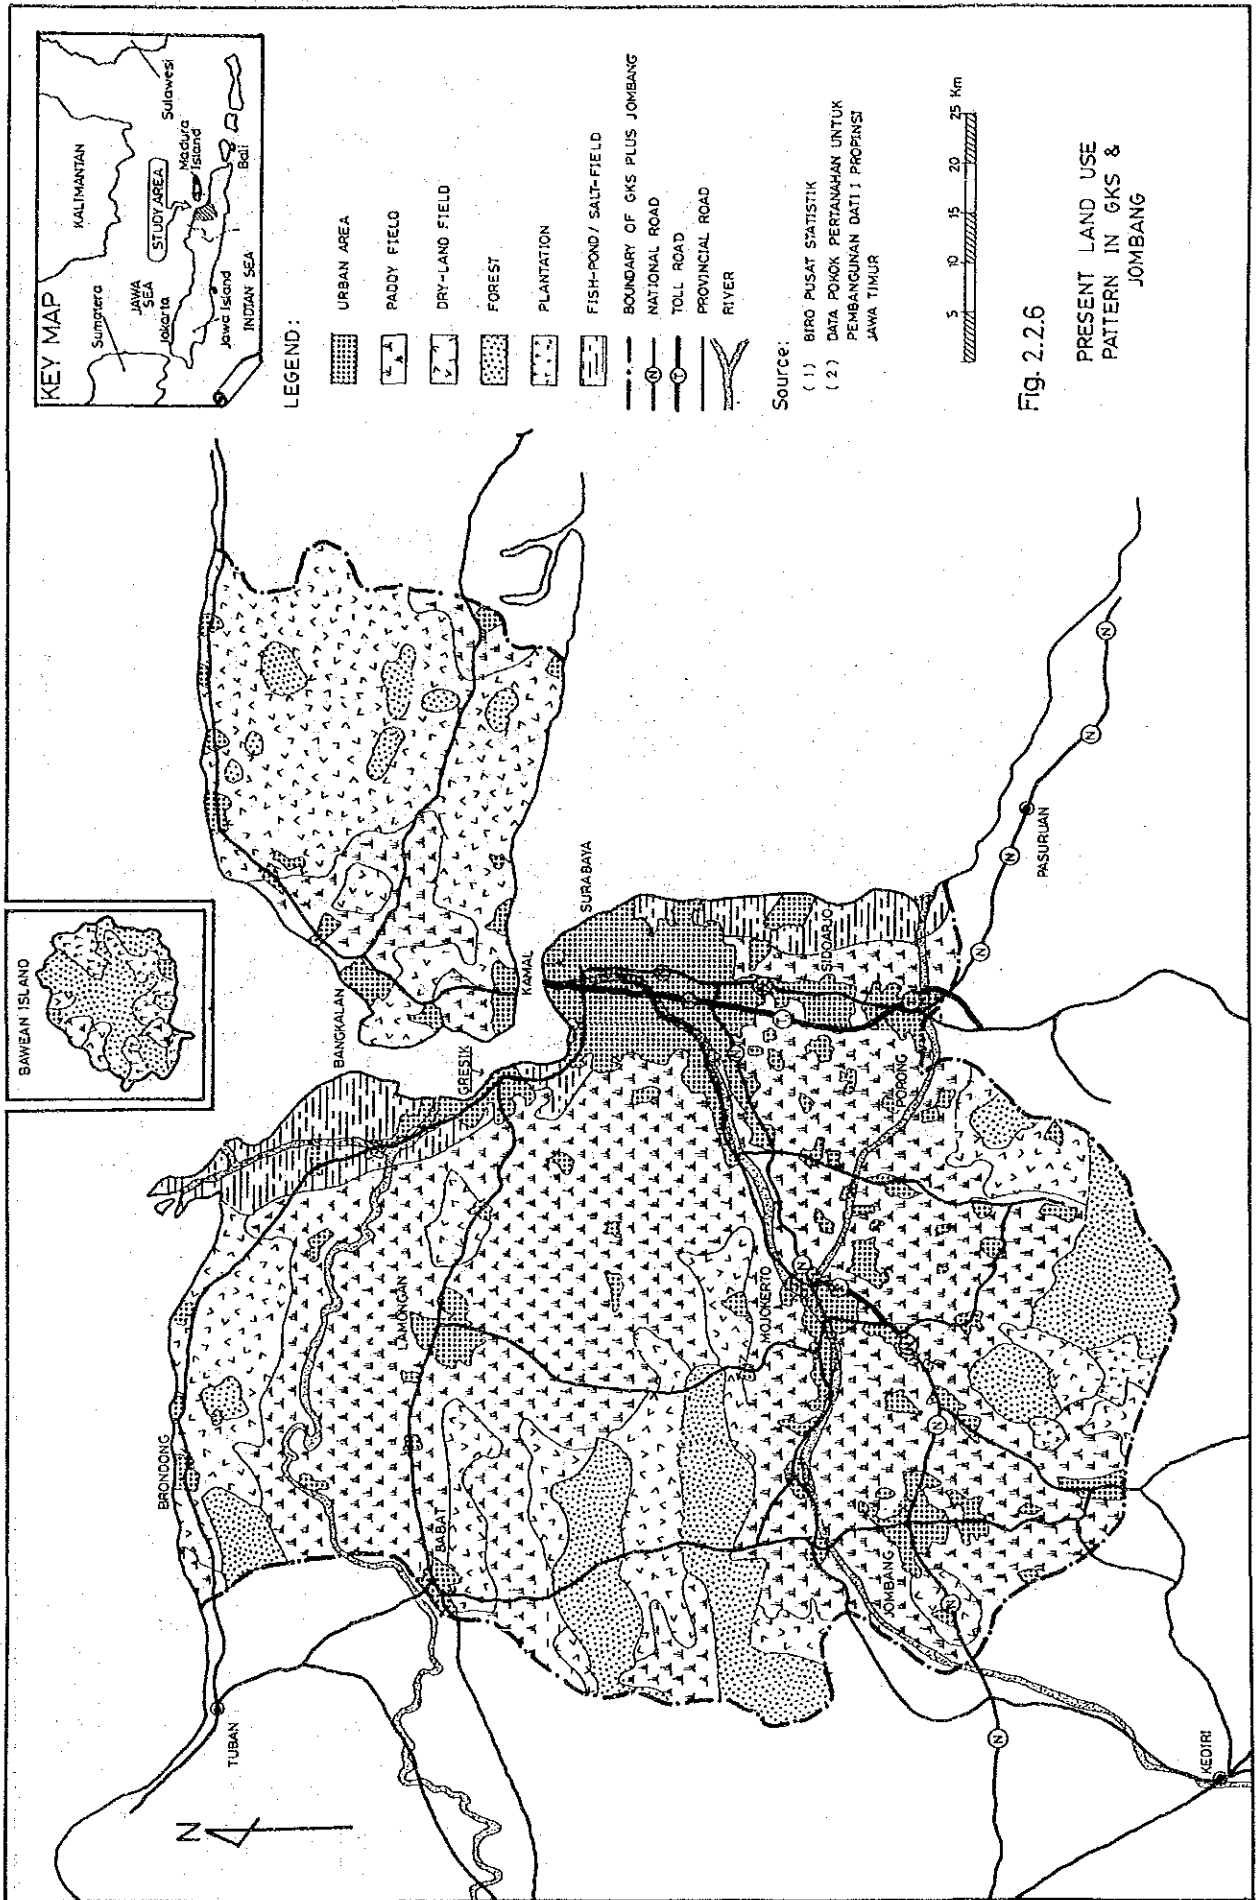 KEY MAP
Sumatera
KALIMANTAN
JAWA
SEA
STUDY AREA
Sulawesi
Madura
Island
Jakarta
Jawa Island
INDIAN SEA
Bali
LEGEND:
URBAN AREA
PADDY FIELD
DRY-LAND FIELD
FOREST
PLANTATION
FISH-POND / SALT-FIELD
BOUNDARY OF GKS PLUS JOMBANG
N NATIONAL ROAD
T TOLL ROAD
PROVINCIAL ROAD
RIVER
Source:
(1) BIRO PUSAT STATISTIK
(2) DATA POKOK PERTANAHAN UNTUK
PEMBANGUNAN DATI I PROPINSI
JAWA TIMUR
5 10 15 20 25 Km
Fig. 2.2.6
PRESENT LAND USE
PATTERN IN GKS &
JOMBANG
BAWEAN ISLAND
N
TUBAN
BRONDONG
BANGKALAN
BABAT
LAMONGAN
GRESIK
KAMAL
SURABAYA
MOJOKERTO
SIDOARJO
JOMBANG
PORONG
PASURUAN
KEDIRI
N
N
N
N
N
N
N
N
N
T